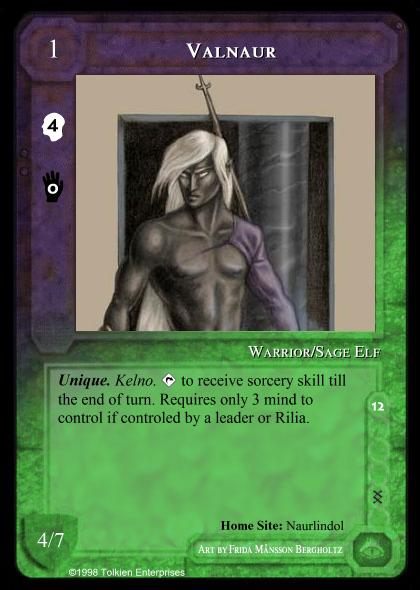 1
VALNAUR
4
0
WARRIOR/SAGE ELF
Unique. Kelno. to receive sorcery skill till
the end of turn. Requires only 3 mind to
control if controled by a leader or Rilia.
12
Home Site: Naurlindol
4/7
ART BY FRIDA MÅNSSON BERGHOLTZ
©1998 Tolkien Enterprises